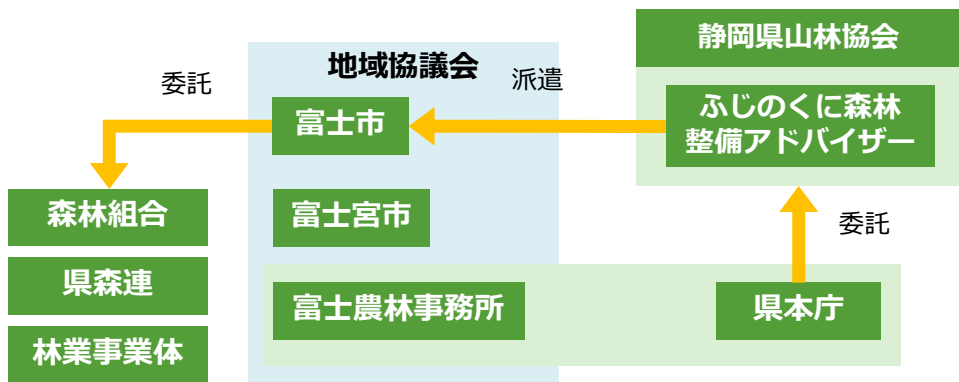 静岡県山林協会
地域協議会
委託
派遣
ふじのくに森林
整備アドバイザー
富士市
森林組合
富士宮市
委託
県森連
富士農林事務所
県本庁
林業事業体